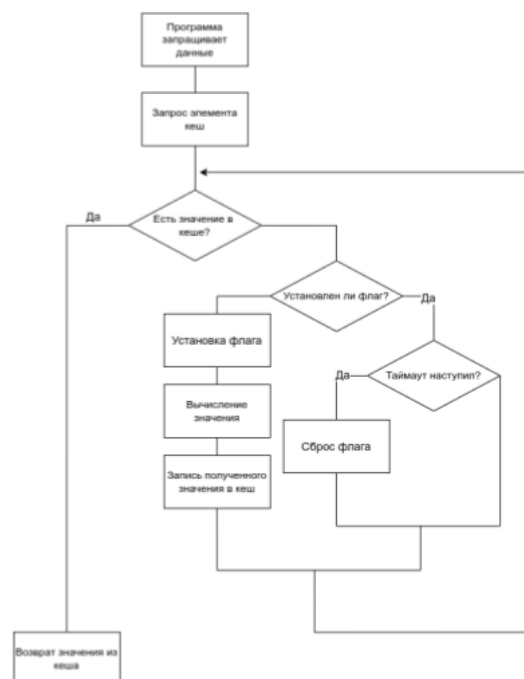 Программа
запращивает
данные
Запрос элемента
кеш
Да
Есть значение в
кеше?
Установлен ли флаг?
Да
Установка флага
Таймаут наступил?
Да
Вычисление
значения
Сброс флага
Запись полученного
значения в кеш
Возврат значения из
кеша